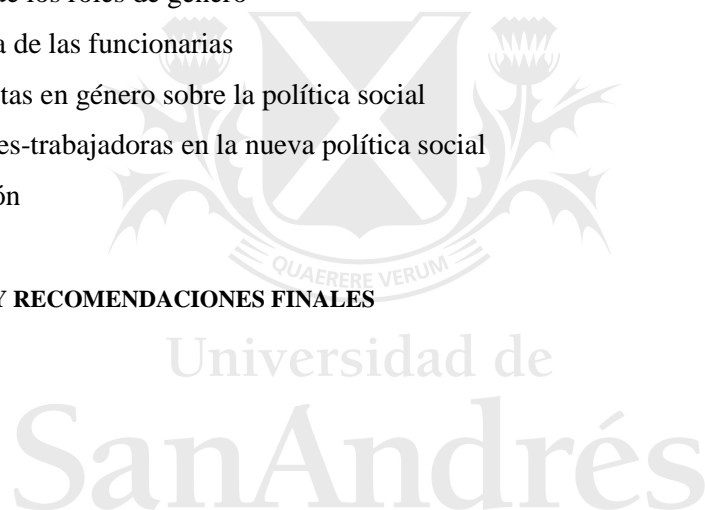 te los roles de género
a de las funcionarias
tas en género sobre la política social
es-trabajadoras en la nueva política social
ón
QUAERERE VERUM
Y RECOMENDACIONES FINALES
Universidad de
SanAndrés